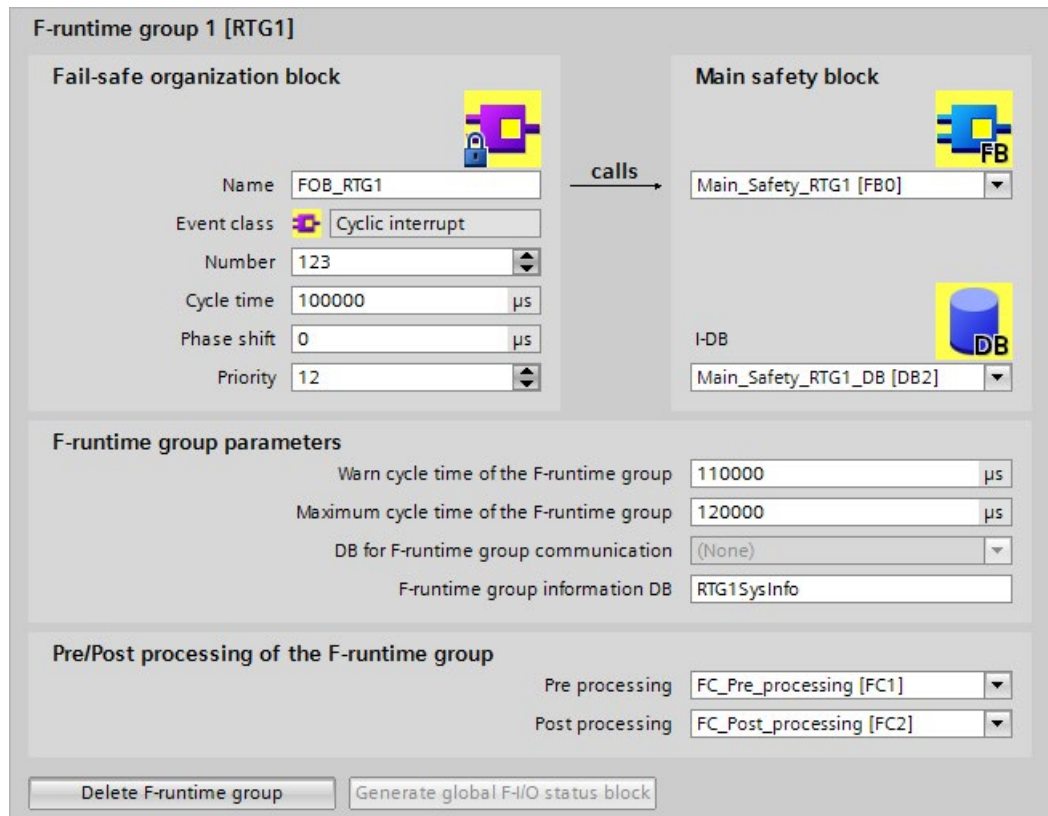 F-runtime group 1 [RTG1]
Fail-safe organization block
Main safety block
FB
calls
Name FOB_RTG1
Main_Safety_RTG1 [FB0]
Event class Cyclic interrupt
Number 123
Cycle time 100000 µs
Phase shift 0 µs
I-DB
DB
Priority 12
Main_Safety_RTG1_DB [DB2]
F-runtime group parameters
Warn cycle time of the F-runtime group 110000 µs
Maximum cycle time of the F-runtime group 120000 µs
DB for F-runtime group communication (None)
F-runtime group information DB RTG1SysInfo
Pre/Post processing of the F-runtime group
Pre processing FC_Pre_processing [FC1]
Post processing FC_Post_processing [FC2]
Delete F-runtime group Generate global F-I/O status block